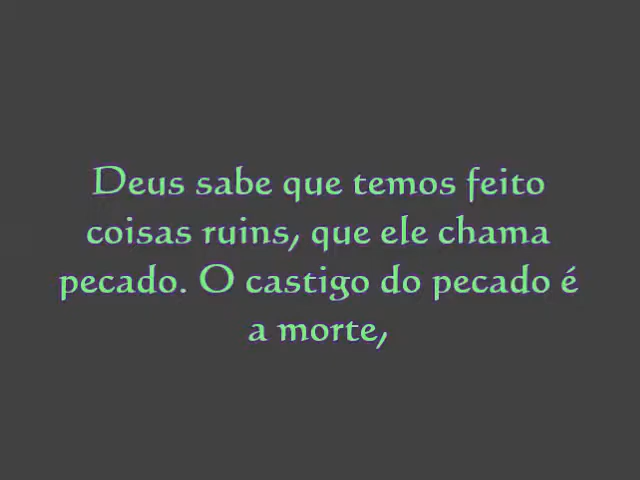 Deus sabe que temos feito
coisas ruins, que ele chama
pecado. O castigo do pecado é
a morte,